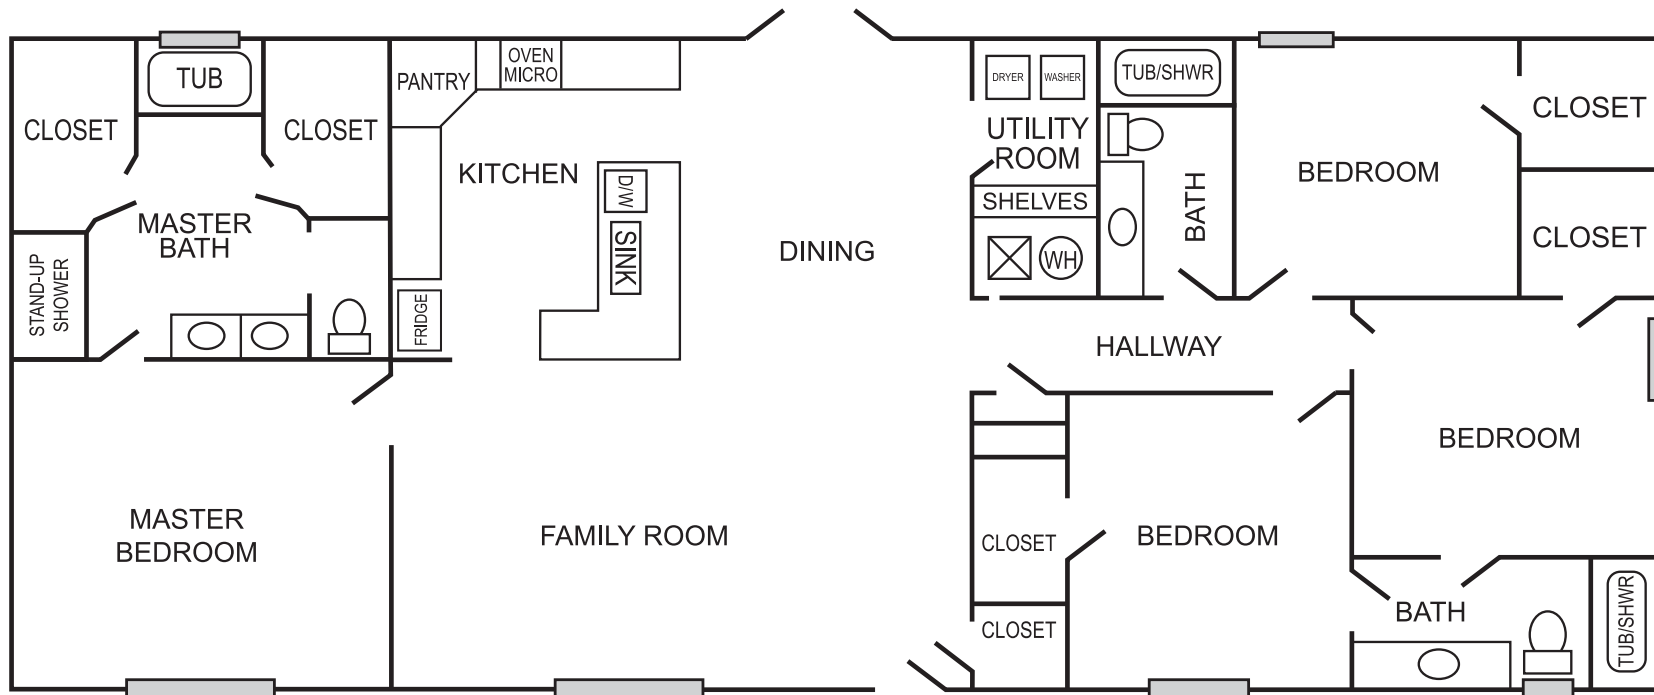 CLOSET
TUB
CLOSET
PANTRY
OVEN
MICRO
KITCHEN
D/W
SINK
FRIDGE
MASTER
BATH
STAND-UP
SHOWER
DINING
DRYER
WASHER
UTILITY
ROOM
SHELVES
WH
TUB/SHWR
BATH
BEDROOM
CLOSET
CLOSET
HALLWAY
MASTER
BEDROOM
FAMILY ROOM
CLOSET
CLOSET
BEDROOM
BEDROOM
BATH
TUB/SHWR